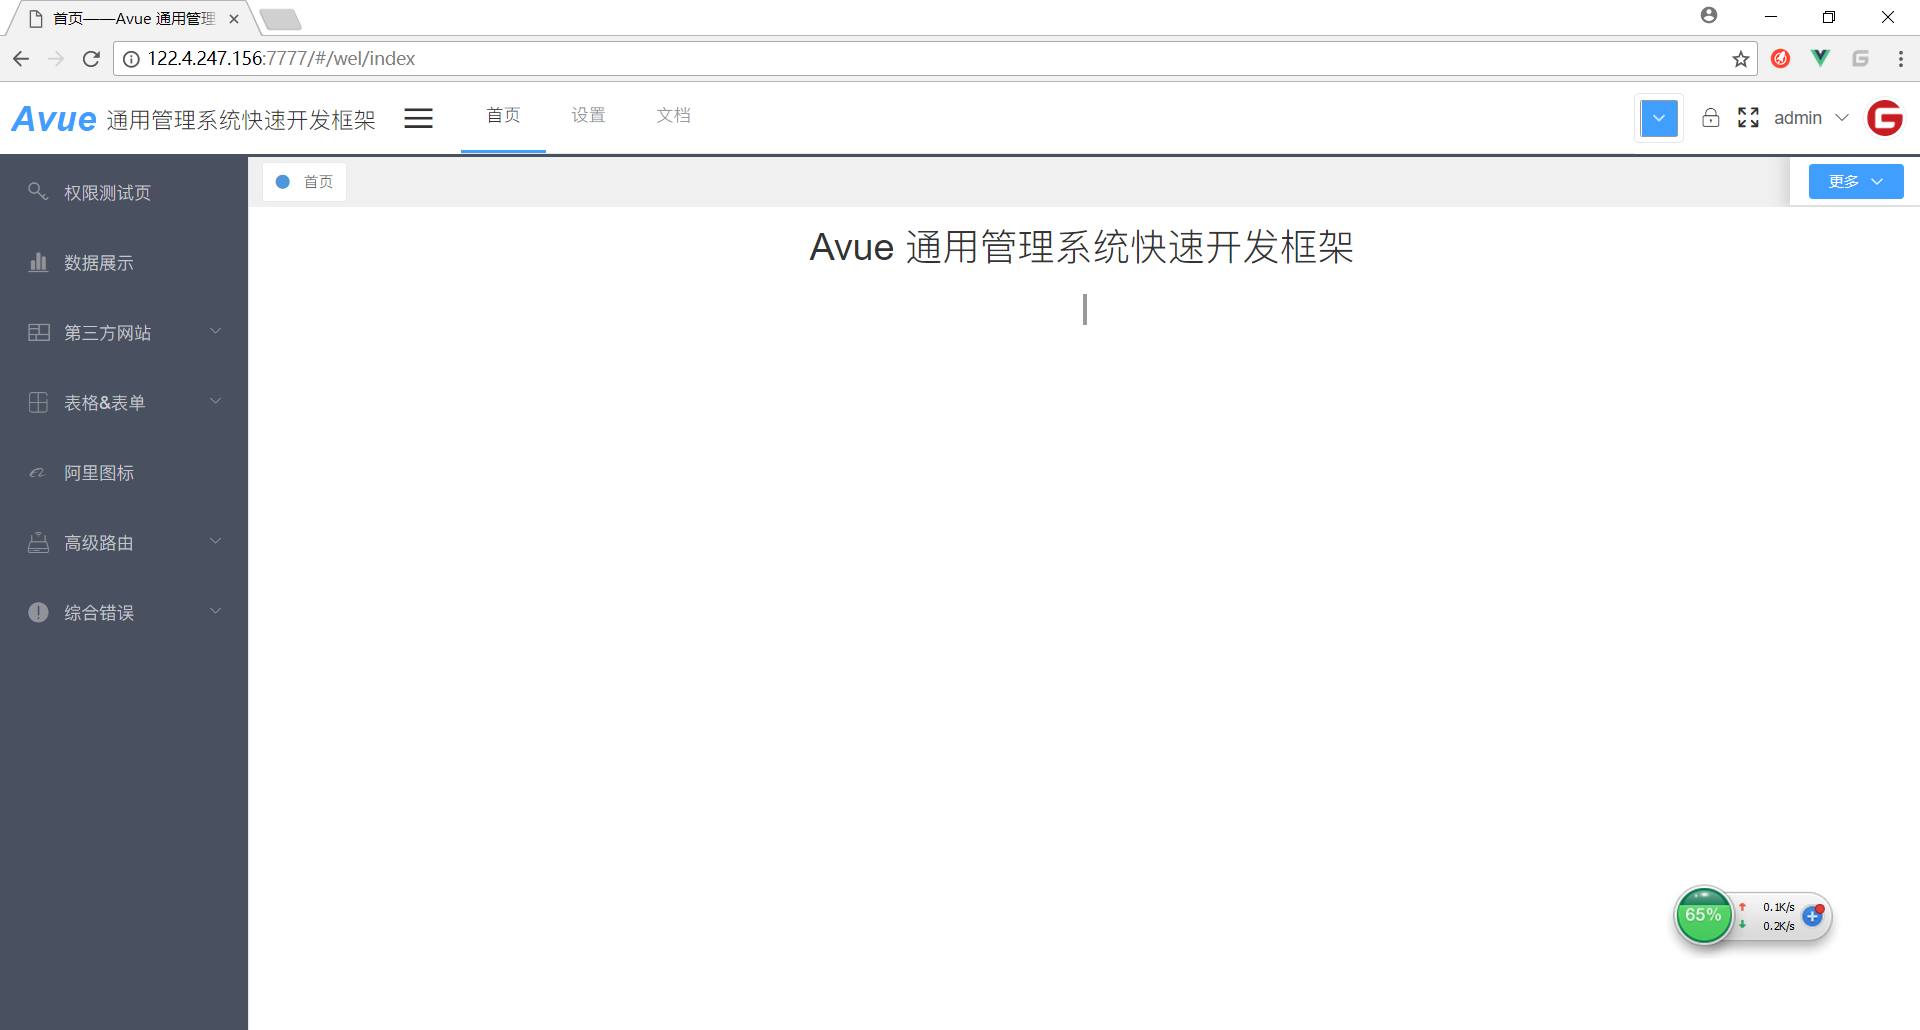 首页——Avue 通用管理
122.4.247.156:7777/#/wel/index
Avue 通用管理系统快速开发框架
首页 设置 文档
admin
首页
更多
权限测试页
数据展示
第三方网站
表格&表单
阿里图标
高级路由
综合错误
Avue 通用管理系统快速开发框架
65%
0.1K/s
0.2K/s